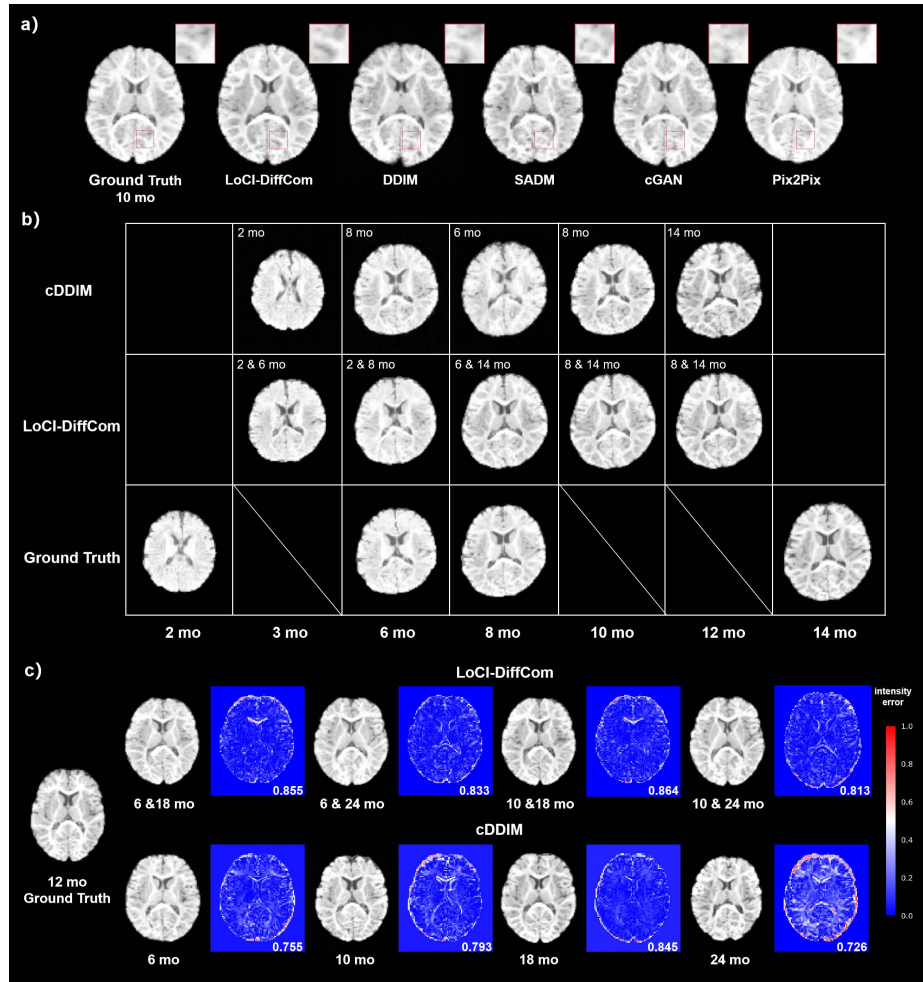 a)
Ground Truth
10 mo
LoCI-DiffCom
DDIM
SADM
cGAN
Pix2Pix
b)
cDDIM
2 mo
8 mo
6 mo
8 mo
14 mo
LoCI-DiffCom
2 & 6 mo
2 & 8 mo
6 & 14 mo
8 & 14 mo
8 & 14 mo
Ground Truth
2 mo
3 mo
6 mo
8 mo
10 mo
12 mo
14 mo
c)
LoCI-DiffCom
intensity
error
1.0
0.8
0.6
0.4
0.2
0.0
0.855
0.833
0.864
0.813
6 &18 mo
6 & 24 mo
10 &18 mo
10 & 24 mo
cDDIM
12 mo
Ground Truth
0.755
0.793
0.845
0.726
6 mo
10 mo
18 mo
24 mo